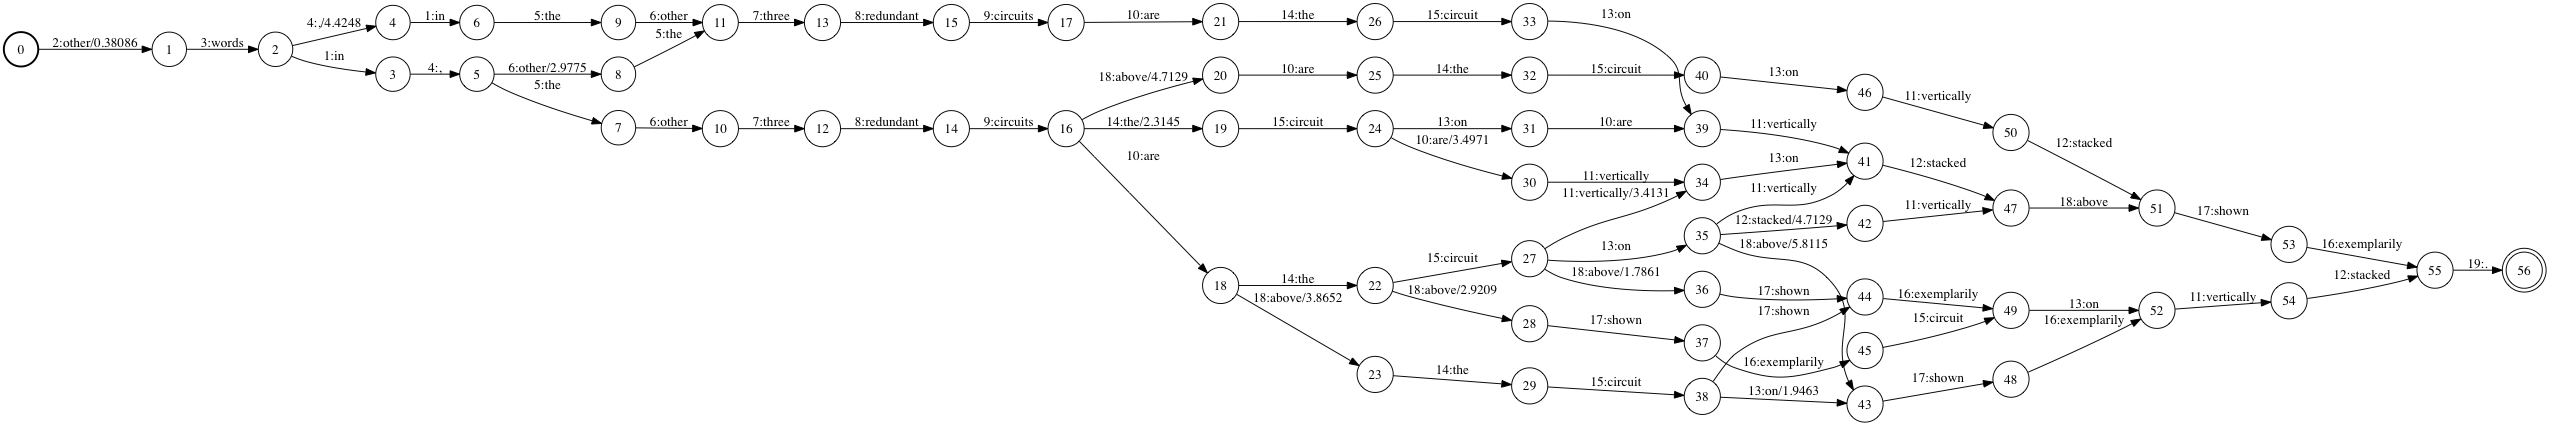 0 2:other/0.38086 1 3:words 2
4:,/4.4248 4 1:in 6 5:the 9 6:other 11 7:three 13 8:redundant 15 9:circuits 17 10:are 21 14:the 26 15:circuit 33 13:on
1:in 3 4:, 5 6:other/2.9775 8 5:the
5:the 7 6:other 10 7:three 12 8:redundant 14 9:circuits 16
18:above/4.7129 20 10:are 25 14:the 32 15:circuit 40 13:on 46 11:vertically 50 12:stacked
14:the/2.3145 19 15:circuit 24 13:on 31 10:are 39 11:vertically 41 12:stacked 47 18:above 51 17:shown 53 16:exemplarily 55 19:. 56
10:are/3.4971 30 11:vertically 34 13:on
10:are 18 14:the 22 15:circuit 27 11:vertically/3.4131
13:on 35 11:vertically
12:stacked/4.7129 42 11:vertically
18:above/5.8115
18:above/1.7861 36 17:shown 44 16:exemplarily 49 13:on 52 11:vertically 54 12:stacked
18:above/2.9209 28 17:shown 37 16:exemplarily 45 15:circuit
18:above/3.8652 23 14:the 29 15:circuit 38 17:shown
13:on/1.9463 43 17:shown 48 16:exemplarily